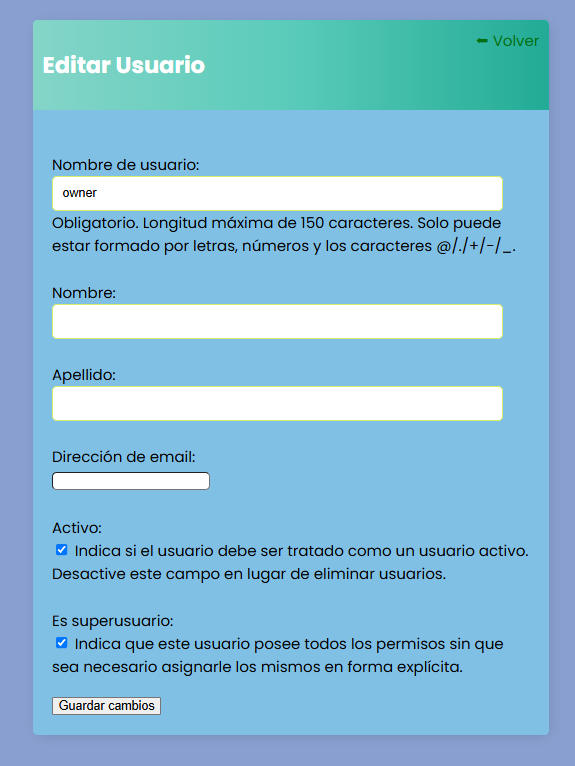 ⬅ Volver
Editar Usuario
Nombre de usuario:
owner
Obligatorio. Longitud máxima de 150 caracteres. Solo puede
estar formado por letras, números y los caracteres @/./+/-/_.
Nombre:
Apellido:
Dirección de email:
Activo:
Indica si el usuario debe ser tratado como un usuario activo.
Desactive este campo en lugar de eliminar usuarios.
Es superusuario:
Indica que este usuario posee todos los permisos sin que
sea necesario asignarle los mismos en forma explícita.
Guardar cambios